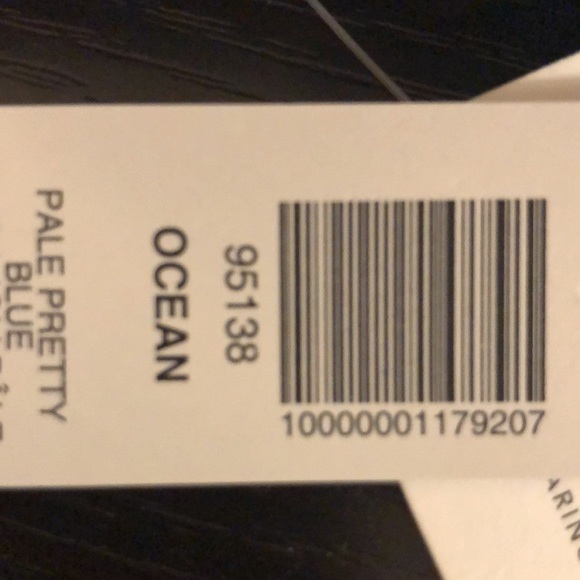 10000001179207
95138
OCEAN
PALE PRETTY
BLUE